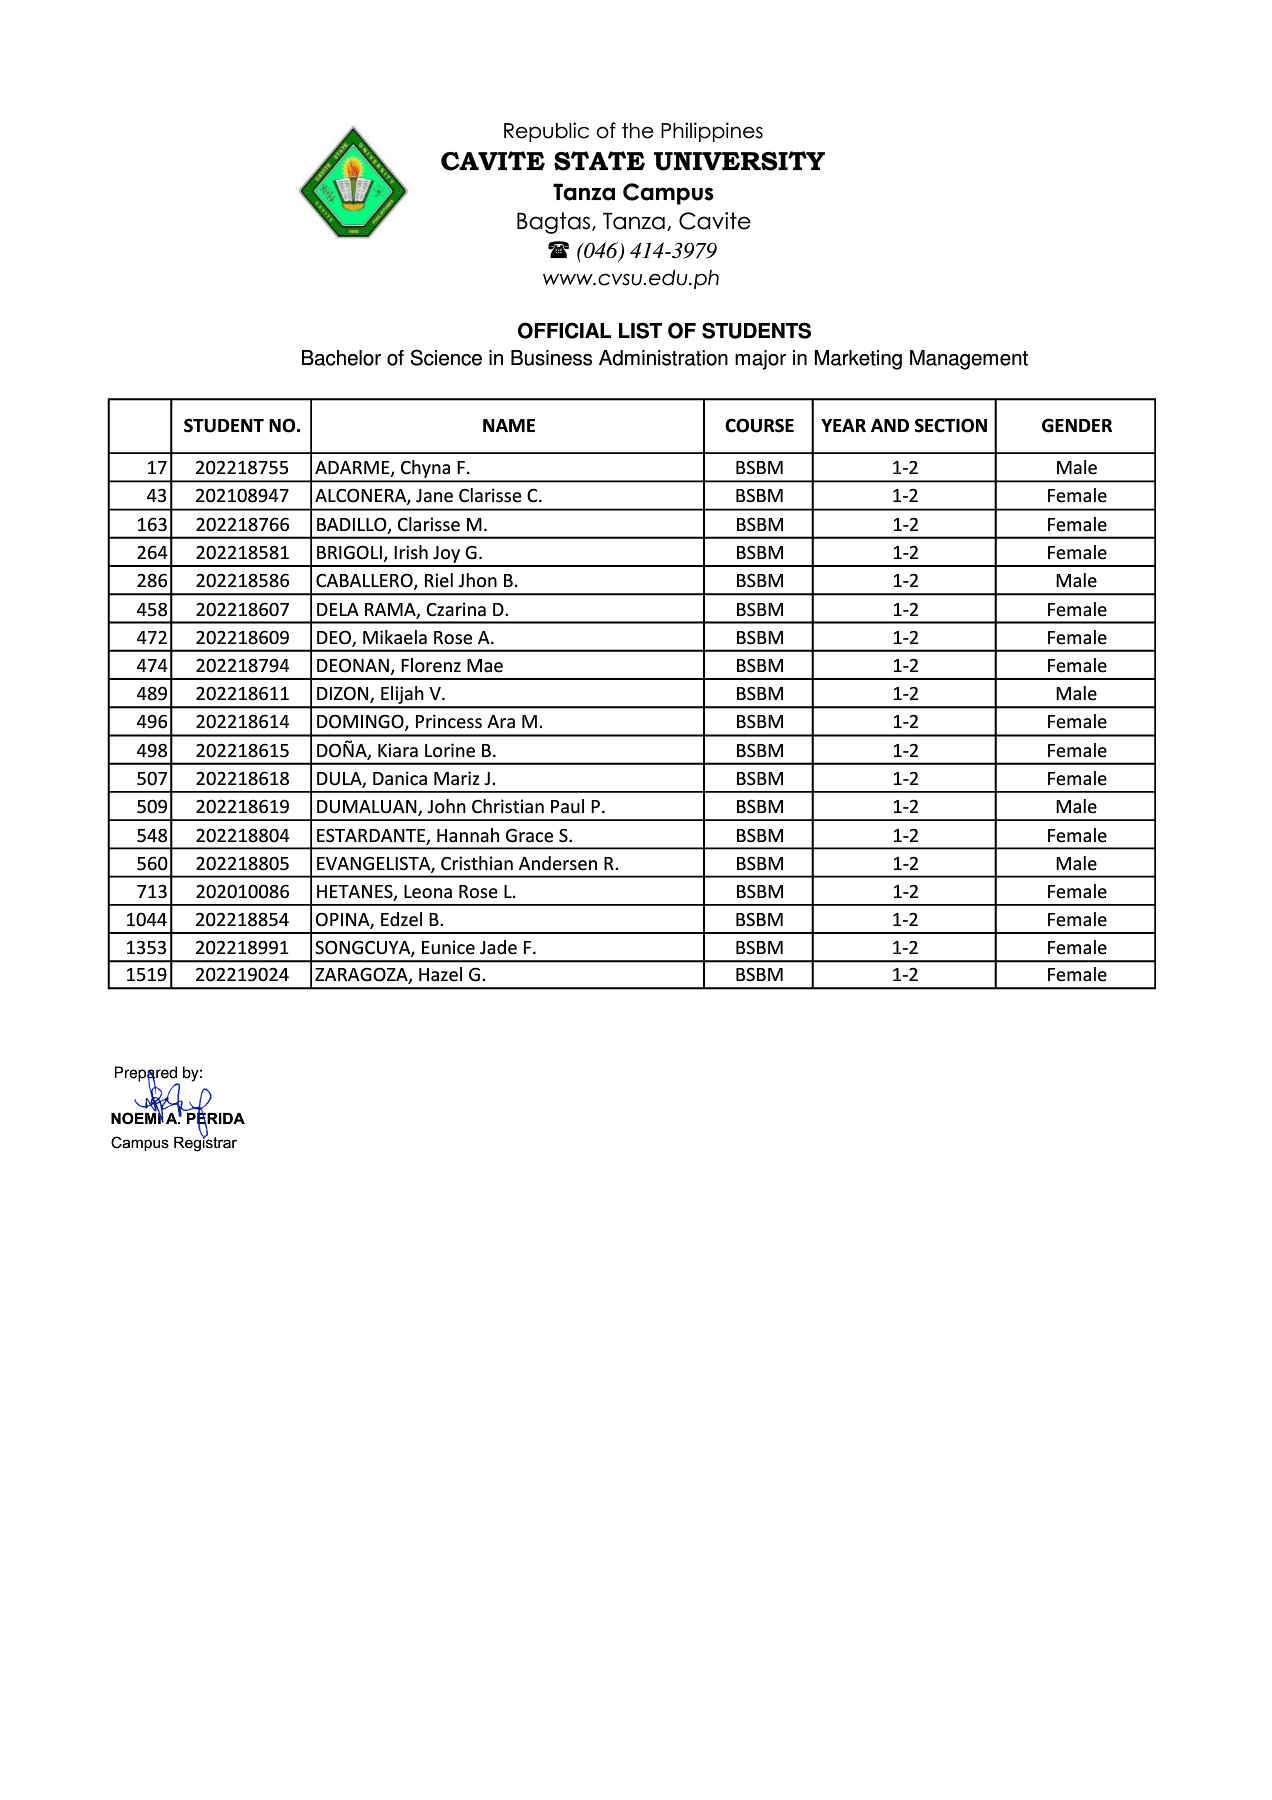 Republic of the Philippines
CAVITE STATE UNIVERSITY
Tanza Campus
Bagtas, Tanza, Cavite
☎ (046) 414-3979
www.cvsu.edu.ph
CAVITE STATE UNIVERSITY
CAVITE PHILIPPINES
OFFICIAL LIST OF STUDENTS
Bachelor of Science in Business Administration major in Marketing Management
STUDENT NO. NAME COURSE YEAR AND SECTION GENDER
17 202218755 ADARME, Chyna F. BSBM 1-2 Male
43 202108947 ALCONERA, Jane Clarisse C. BSBM 1-2 Female
163 202218766 BADILLO, Clarisse M. BSBM 1-2 Female
264 202218581 BRIGOLI, Irish Joy G. BSBM 1-2 Female
286 202218586 CABALLERO, Riel Jhon B. BSBM 1-2 Male
458 202218607 DELA RAMA, Czarina D. BSBM 1-2 Female
472 202218609 DEO, Mikaela Rose A. BSBM 1-2 Female
474 202218794 DEONAN, Florenz Mae BSBM 1-2 Female
489 202218611 DIZON, Elijah V. BSBM 1-2 Male
496 202218614 DOMINGO, Princess Ara M. BSBM 1-2 Female
498 202218615 DOÑA, Kiara Lorine B. BSBM 1-2 Female
507 202218618 DULA, Danica Mariz J. BSBM 1-2 Female
509 202218619 DUMALUAN, John Christian Paul P. BSBM 1-2 Male
548 202218804 ESTARDANTE, Hannah Grace S. BSBM 1-2 Female
560 202218805 EVANGELISTA, Cristhian Andersen R. BSBM 1-2 Male
713 202010086 HETANES, Leona Rose L. BSBM 1-2 Female
1044 202218854 OPINA, Edzel B. BSBM 1-2 Female
1353 202218991 SONGCUYA, Eunice Jade F. BSBM 1-2 Female
1519 202219024 ZARAGOZA, Hazel G. BSBM 1-2 Female
Prepared by:
NOEMI A. PERIDA
Campus Registrar